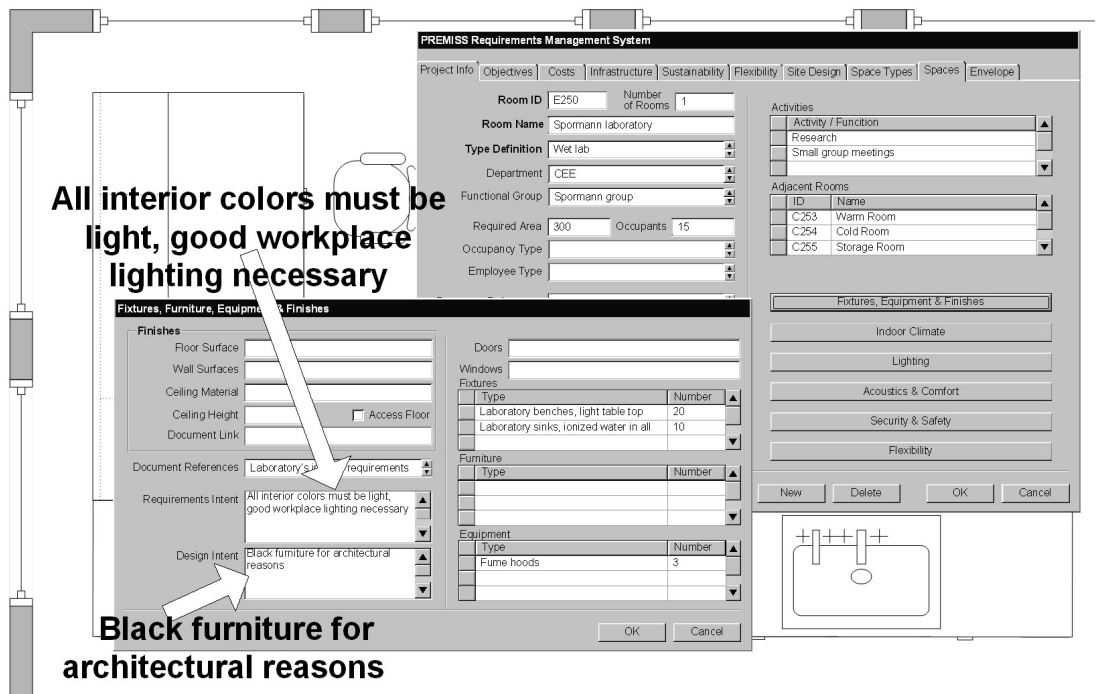 PREMISS Requirements Management System
Project Info Objectives Costs Infrastructure Sustainability Flexibility Site Design Space Types Spaces Envelope
Room ID E250 Number of Rooms 1
Room Name Spormann laboratory
Type Definition Wet lab
Department CEE
Functional Group Spormann group
Required Area 300 Occupants 15
Occupancy Type
Employee Type
Activities
Activity / Funcition
Research
Small group meetings
Adjacent Rooms
ID Name
C253 Warm Room
C254 Cold Room
C255 Storage Room
Fixtures, Equipment & Finishes
Indoor Climate
Lighting
Acoustics & Comfort
Security & Safety
Flexibility
New Delete OK Cancel
All interior colors must be
light, good workplace
lighting necessary
Fixtures, Furniture, Equipment & Finishes
Finishes
Floor Surface
Wall Surfaces
Ceiling Material
Ceiling Height Access Floor
Document Link
Document References Laboratory's requirements
Requirements Intent All interior colors must be light,
good workplace lighting necessary
Design Intent Black furniture for architectural
reasons
Doors
Windows
Fixtures
Type Number
Laboratory benches, light table top 20
Laboratory sinks, ionized water in all 10
Furniture
Type Number
Equipment
Type Number
Fume hoods 3
OK Cancel
Black furniture for
architectural reasons